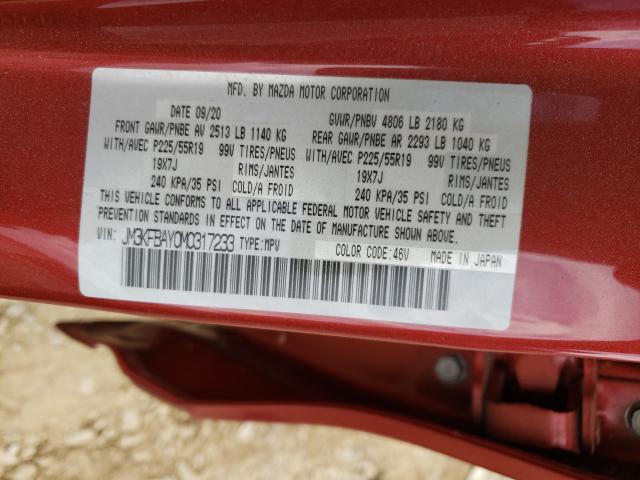 MFD. BY MAZDA MOTOR CORPORATION
DATE 09/20 GVWR/PNBV 4806 LB 2180 KG
FRONT GAWR/PNBE AV 2513 LB 1140 KG REAR GAWR/PNBE AR 2293 LB 1040 KG
WITH/AVEC P225/55R19 99V TIRES/PNEUS WITH/AVEC P225/55R19 99V TIRES/PNEUS
19X7J RIMS/JANTES 19X7J RIMS/JANTES
240 KPA/35 PSI COLD/A FROID 240 KPA/35 PSI COLD/A FROID
THIS VEHICLE CONFORMS TO ALL APPLICABLE FEDERAL MOTOR VEHICLE SAFETY AND THEFT
PREVENTION STANDARDS IN EFFECT ON THE DATE OF MANUFACTURE SHOWN ABOVE.
VIN: JM3KFBAY0M0317233 TYPE:MPV COLOR CODE:46V MADE IN JAPAN